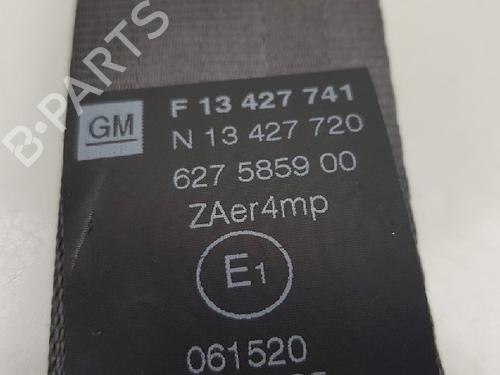 B-PARTS
GM
F 13 427 741
N 13 427 720
627 5859 00
ZAer4mp
E1
061520